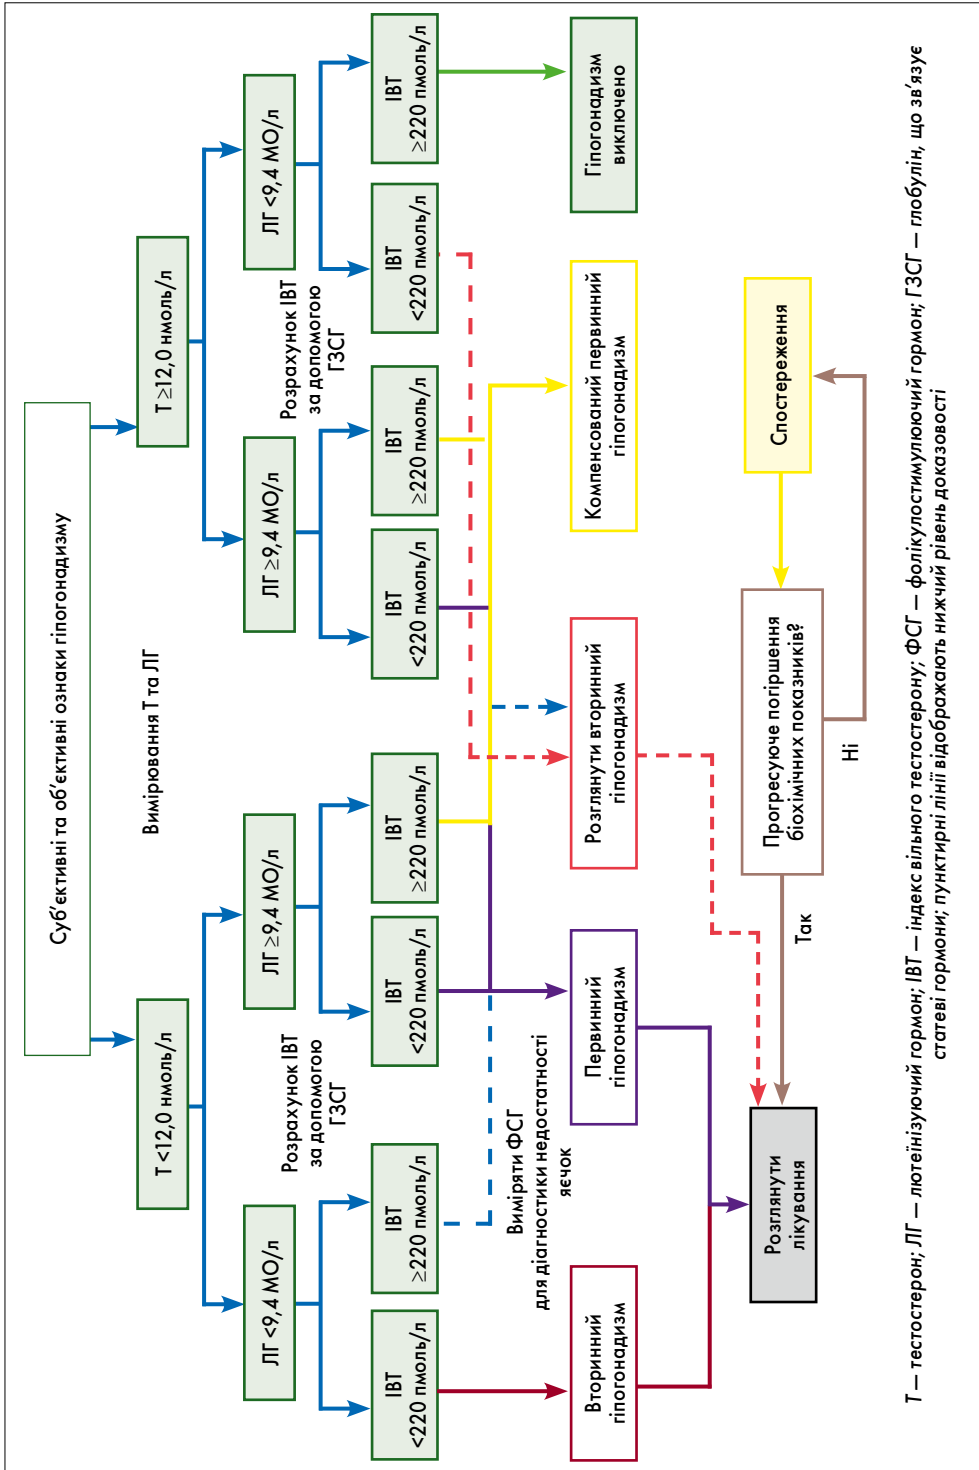 Суб'єктивні та об'єктивні ознаки гіпогонадизму
Вимірювання Т та ЛГ
Т <12,0 нмоль/л
Т ≥12,0 нмоль/л
ЛГ <9,4 МО/л
ЛГ ≥9,4 МО/л
ЛГ ≥9,4 МО/л
ЛГ <9,4 МО/л
Розрахунок ІВТ
за допомогою
ГЗСГ
Розрахунок ІВТ
за допомогою
ГЗСГ
ІВТ
<220 пмоль/л
ІВТ
≥220 пмоль/л
ІВТ
<220 пмоль/л
ІВТ
≥220 пмоль/л
ІВТ
<220 пмоль/л
ІВТ
≥220 пмоль/л
ІВТ
<220 пмоль/л
ІВТ
≥220 пмоль/л
Виміряти ФСГ
для діагностики недостатності
яєчок
Вторинний
гіпогонадизм
Первинний
гіпогонадизм
Розглянути вторинний
гіпогонадизм
Компенсований первинний
гіпогонадизм
Гіпогонадизм
виключено
Розглянути
лікування
Так
Прогресуюче погіршення
біохімічних показників?
Ні
Спостереження
Т — тестостерон; ЛГ — лютеїнізуючий гормон; ІВТ — індекс вільного тестостерону; ФСГ — фолікулостимулюючий гормон; ГЗСГ — глобулін, що зв'язує
статеві гормони; пунктирні лінії відображають нижчий рівень доказовості